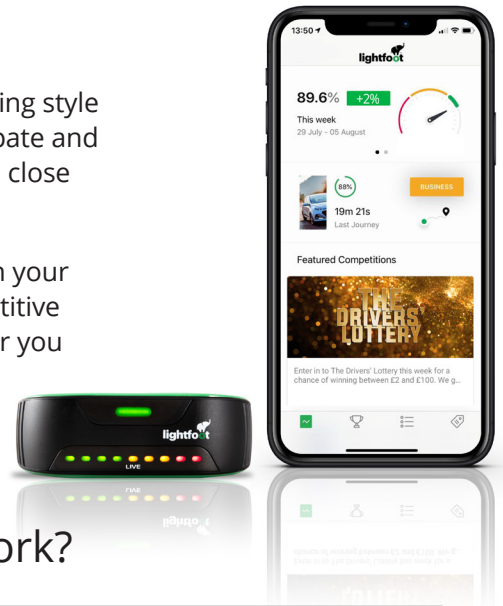 ing style
pate and
close
n your
titive
r you
ork?
lightfoot
LIVE
13:50
lightfoot
89.6% +2%
This week
29 July - 05 August
88%
BUSINESS
19m 21s
Last Journey
Featured Competitions
THE
DRIVERS'
LOTTERY
Enter in to The Drivers' Lottery this week for a
chance of winning between £2 and £100. We g...